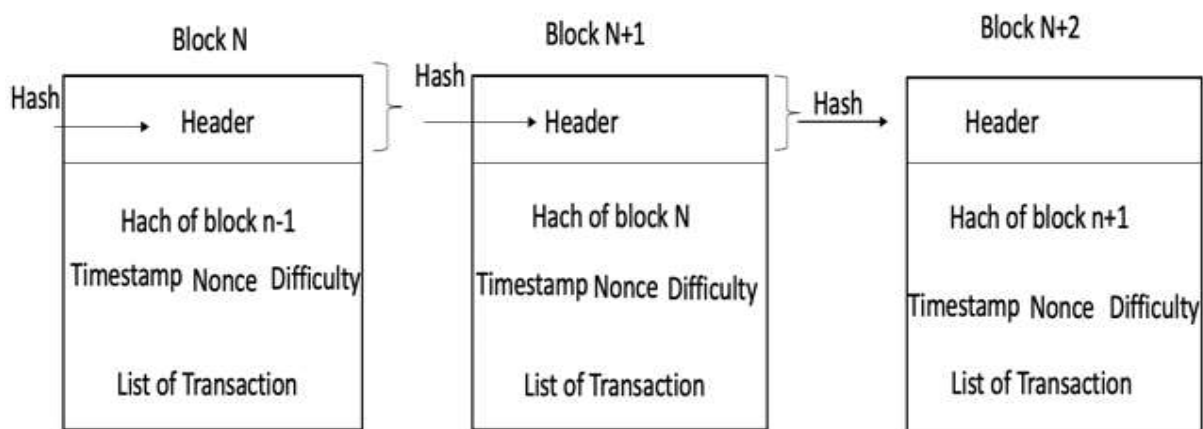 Block N
Hash
Header
Hach of block n-1
Timestamp Nonce Difficulty
List of Transaction
Block N+1
Hash
Header
Hach of block N
Timestamp Nonce Difficulty
List of Transaction
Block N+2
Hash
Header
Hach of block n+1
Timestamp Nonce Difficulty
List of Transaction